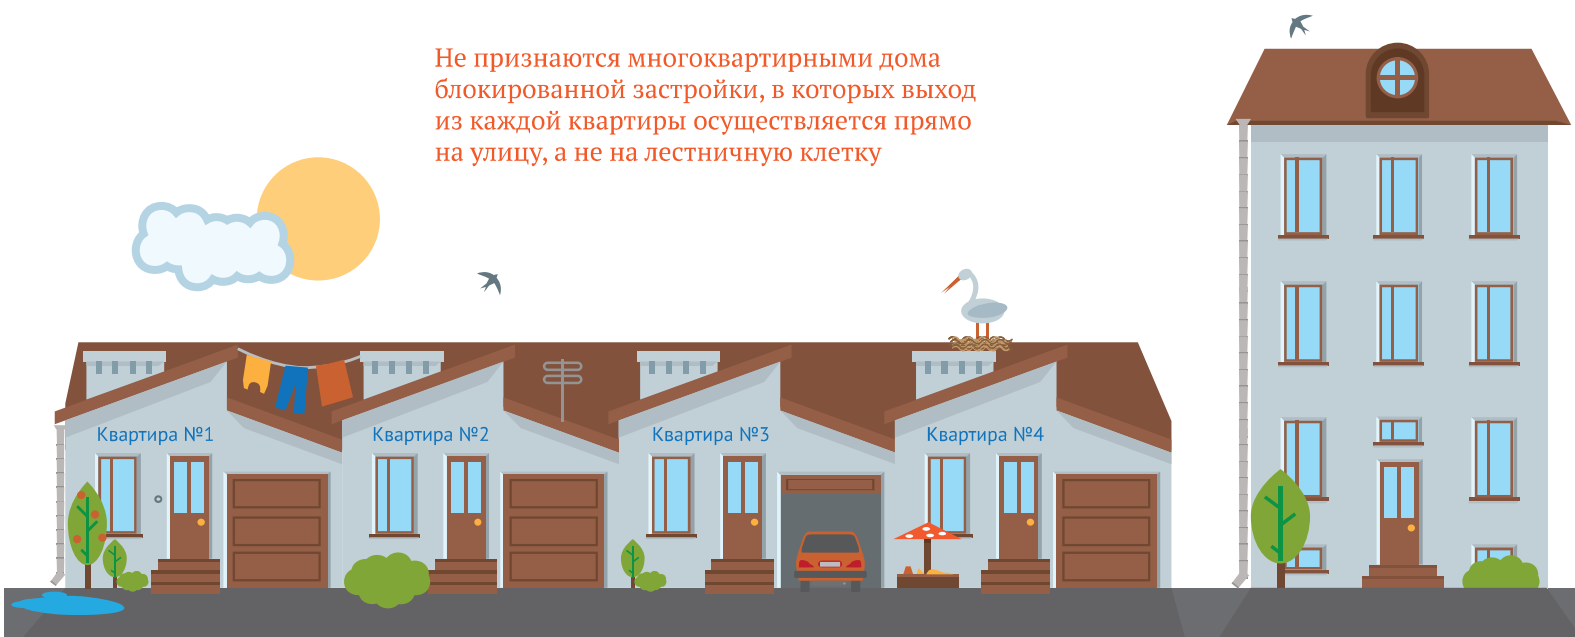 Не признаются многоквартирными дома
блокированной застройки, в которых выход
из каждой квартиры осуществляется прямо
на улицу, а не на лестничную клетку
Квартира №1
Квартира №2
Квартира №3
Квартира №4